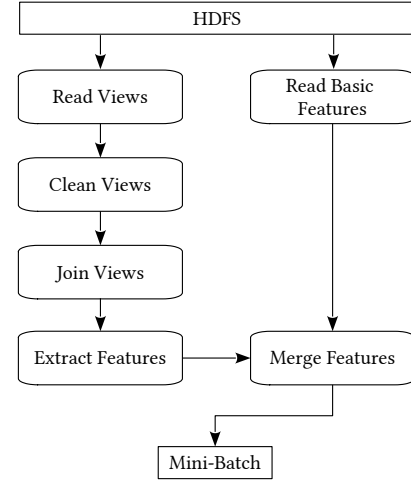 HDFS
Read Views
Read Basic
Features
Clean Views
Join Views
Extract Features
Merge Features
Mini-Batch